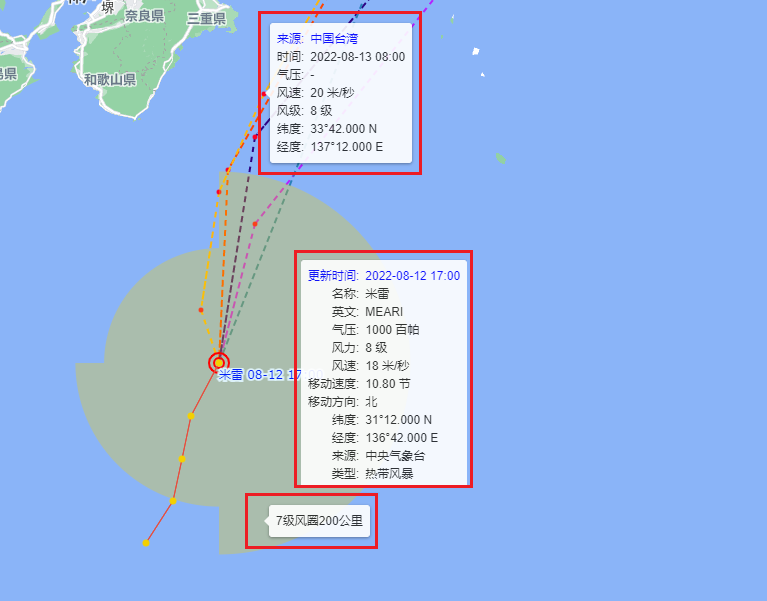 堺
奈良県
三重県
島県
和歌山県
来源: 中国台湾
时间: 2022-08-13 08:00
气压: -
风速: 20 米/秒
风级: 8 级
纬度: 33°42.000 N
经度: 137°12.000 E
更新时间: 2022-08-12 17:00
名称: 米雷
英文: MEARI
气压: 1000 百帕
风力: 8 级
风速: 18 米/秒
移动速度: 10.80 节
移动方向: 北
纬度: 31°12.000 N
经度: 136°42.000 E
来源: 中央气象台
类型: 热带风暴
米雷 08-12 17
7级风圈200公里